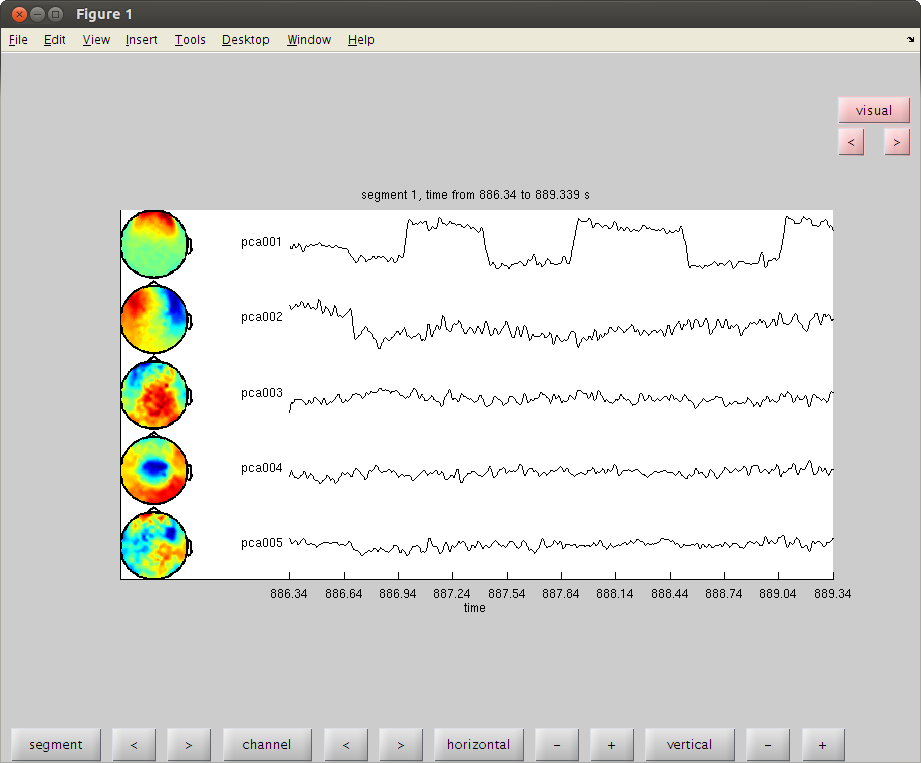 Figure 1
File Edit View Insert Tools Desktop Window Help
visual
< >
segment 1, time from 886.34 to 889.339 s
pca001
pca002
pca003
pca004
pca005
886.34 886.64 886.94 887.24 887.54 887.84 888.14 888.44 888.74 889.04 889.34
time
segment < > channel < > horizontal - + vertical - +